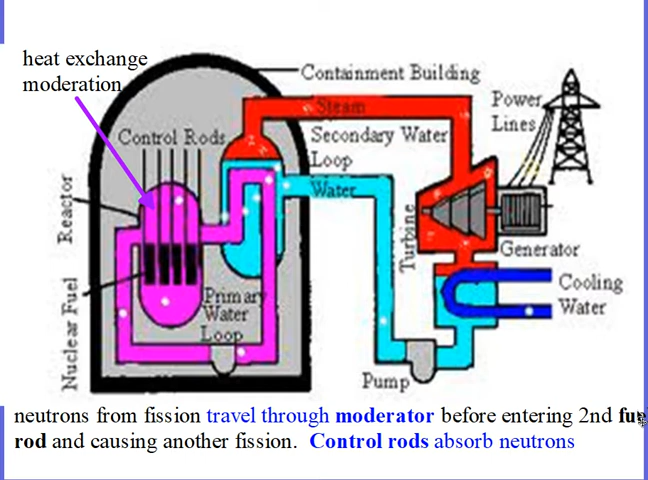 heat exchange
moderation
Containment Building
Steam
Power
Lines
Control Rods
Secondary Water
Loop
Water
Reactor
Turbine
Generator
Cooling
Water
Nuclear Fuel
Primary
Water
Loop
Pump
neutrons from fission travel through moderator before entering 2nd
rod and causing another fission. Control rods absorb neutrons